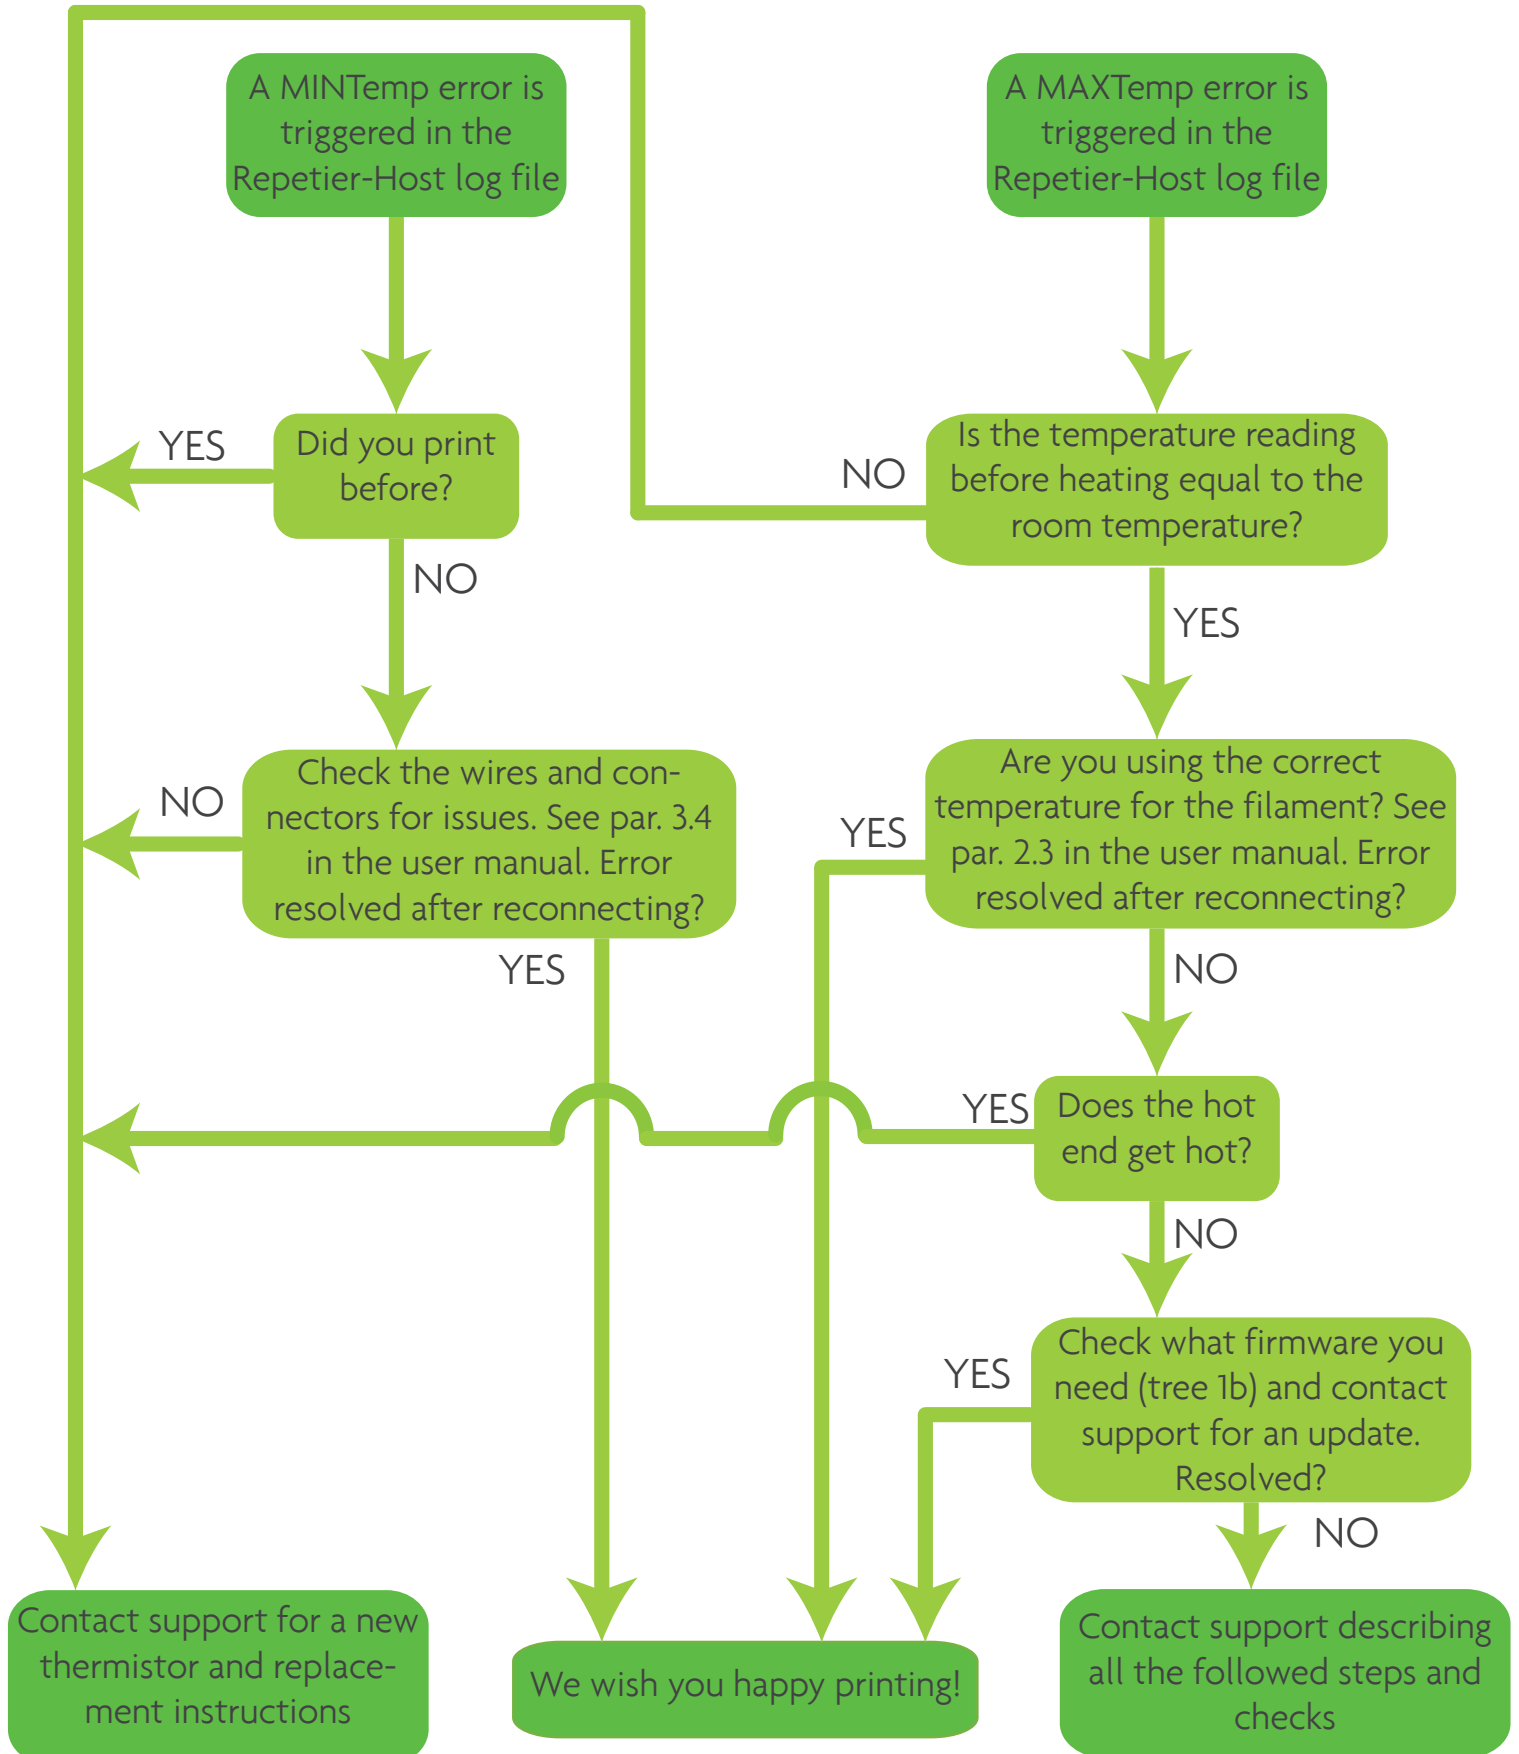 A MINTemp error is
triggered in the
Repetier-Host log file
A MAXTemp error is
triggered in the
Repetier-Host log file
YES
Did you print
before?
NO
Is the temperature reading
before heating equal to the
room temperature?
NO
YES
NO
Check the wires and con-
nectors for issues. See par. 3.4
in the user manual. Error
resolved after reconnecting?
YES
Are you using the correct
temperature for the filament? See
par. 2.3 in the user manual. Error
resolved after reconnecting?
YES
NO
YES
Does the hot
end get hot?
NO
YES
Check what firmware you
need (tree 1b) and contact
support for an update.
Resolved?
NO
Contact support for a new
thermistor and replace-
ment instructions
We wish you happy printing!
Contact support describing
all the followed steps and
checks